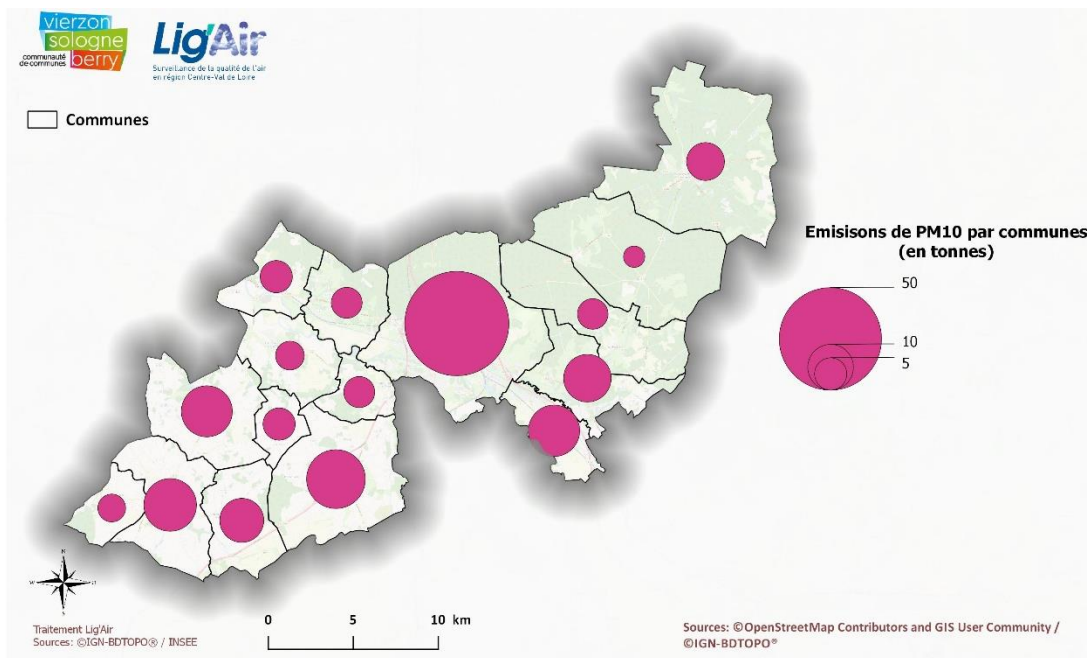 vierzon
sologne
communauté
de communes
berry
Lig'Air
Surveillance de la qualité de l'air
en région Centre-Val de Loire
Communes
Emisisons de PM10 par communes
(en tonnes)
50
10
5
N
0 5 10 km
Traitement Lig'Air
Sources: ©IGN-BDTOPO® / INSEE
Sources: ©OpenStreetMap Contributors and GIS User Community /
©IGN-BDTOPO®